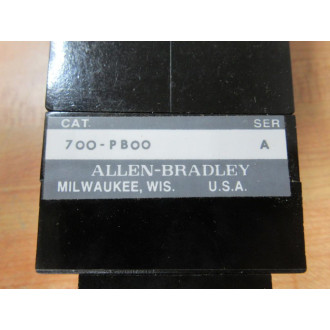 CAT. SER
700-PB00 A
ALLEN-BRADLEY
MILWAUKEE, WIS. U.S.A.